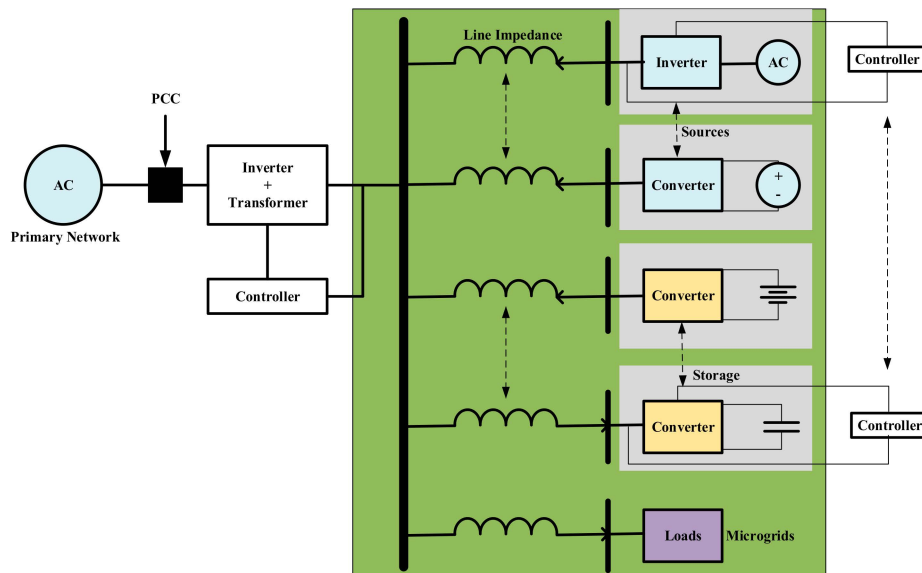 Line Impedance
Inverter
AC
Controller
PCC
Sources
AC
Inverter
+
Transformer
Converter
+
-
Primary Network
Controller
Converter
Storage
Converter
Controller
Loads
Microgrids